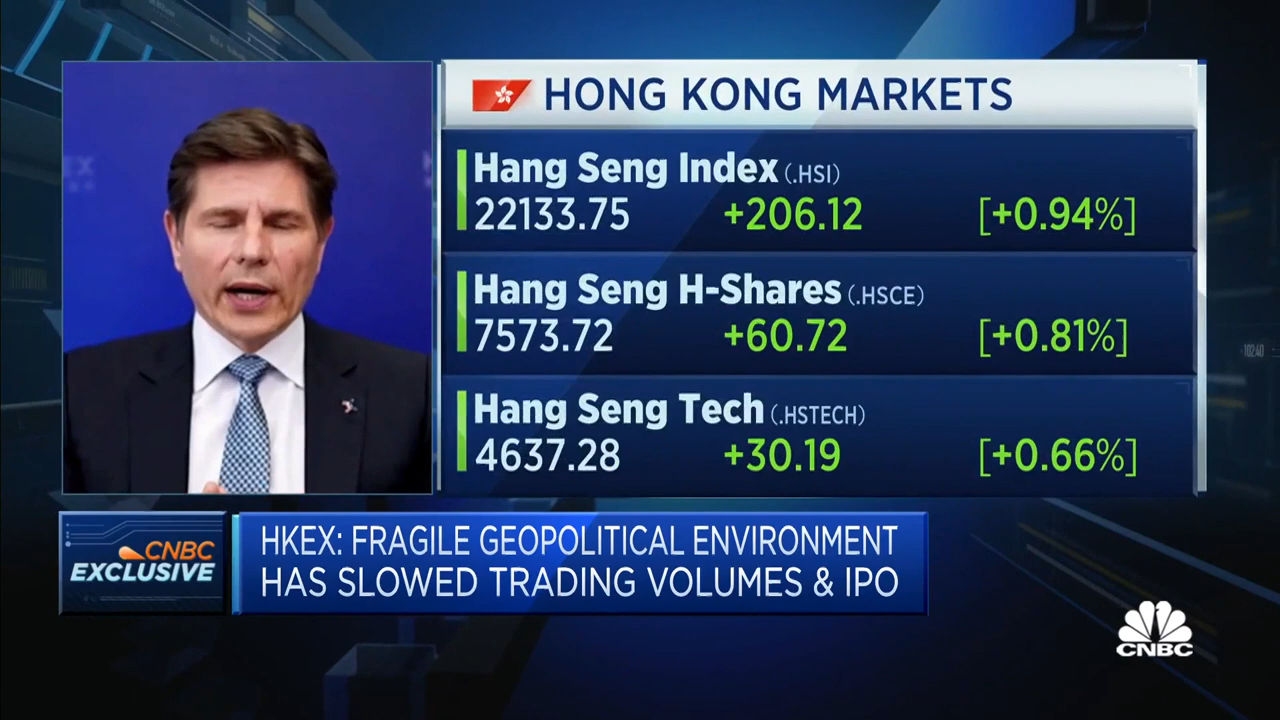 HONG KONG MARKETS
Hang Seng Index (.HSI)
22133.75 +206.12 [+0.94%]
Hang Seng H-Shares (.HSCE)
7573.72 +60.72 [+0.81%]
Hang Seng Tech (.HSTECH)
4637.28 +30.19 [+0.66%]
CNBC
EXCLUSIVE
HKEX: FRAGILE GEOPOLITICAL ENVIRONMENT
HAS SLOWED TRADING VOLUMES & IPO
CNBC